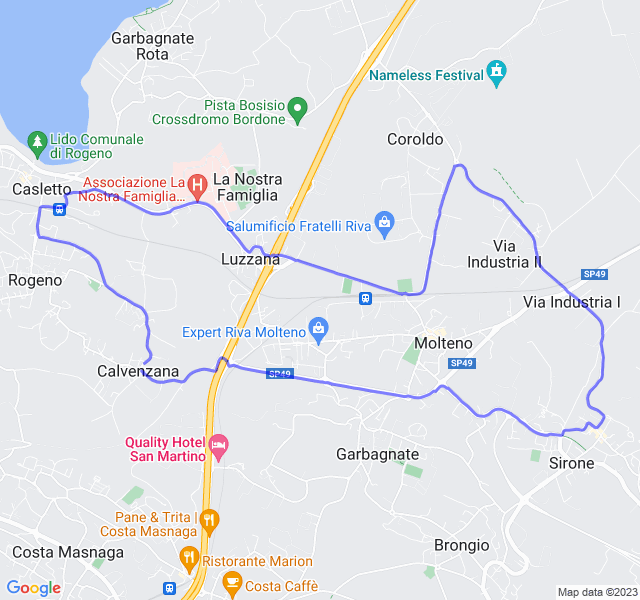 Garbagnate
Rota
Nameless Festival
Pista Bosisio
Crossdromo Bordone
Lido Comunale
di Rogeno
Coroldo
Casletto
Associazione La
Nostra Famiglia...
La Nostra
Famiglia
Salumificio Fratelli Riva
Via
Industria II
Luzzana
SP49
Rogeno
Via Industria I
Expert Riva Molteno
Molteno
SP49
Calvenzana
SP49
Quality Hotel
San Martino
Garbagnate
Sirone
Pane & Trita |
Costa Masnaga
Brongio
Costa Masnaga
Ristorante Marion
Costa Caffè
Google
Map data ©2023